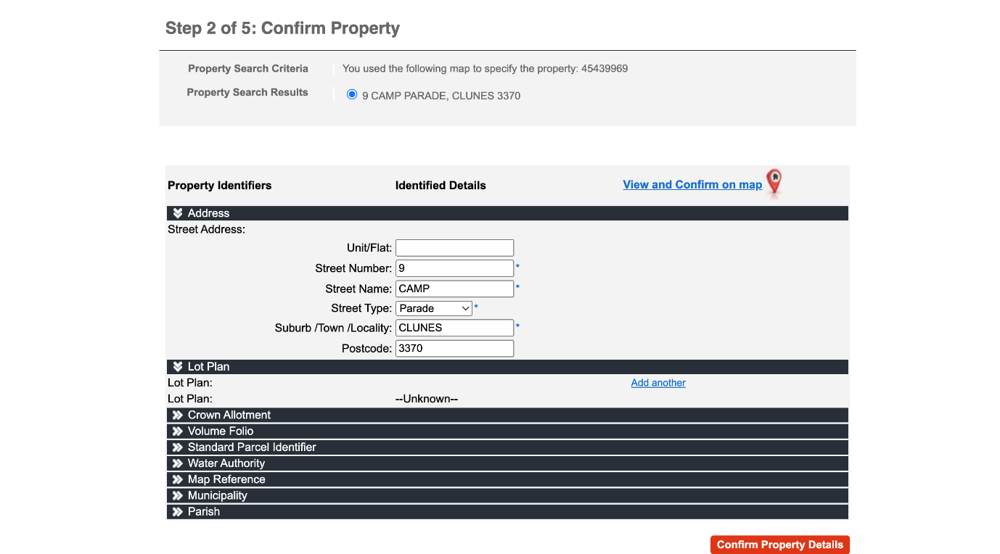 Step 2 of 5: Confirm Property
Property Search Criteria You used the following map to specify the property: 45439969
Property Search Results 9 CAMP PARADE, CLUNES 3370
Property Identifiers Identified Details View and Confirm on map
Address
Street Address:
Unit/Flat:
Street Number: 9 *
Street Name: CAMP *
Street Type: Parade *
Suburb /Town /Locality: CLUNES *
Postcode: 3370
Lot Plan
Lot Plan: Add another
Lot Plan: --Unknown--
Crown Allotment
Volume Folio
Standard Parcel Identifier
Water Authority
Map Reference
Municipality
Parish
Confirm Property Details